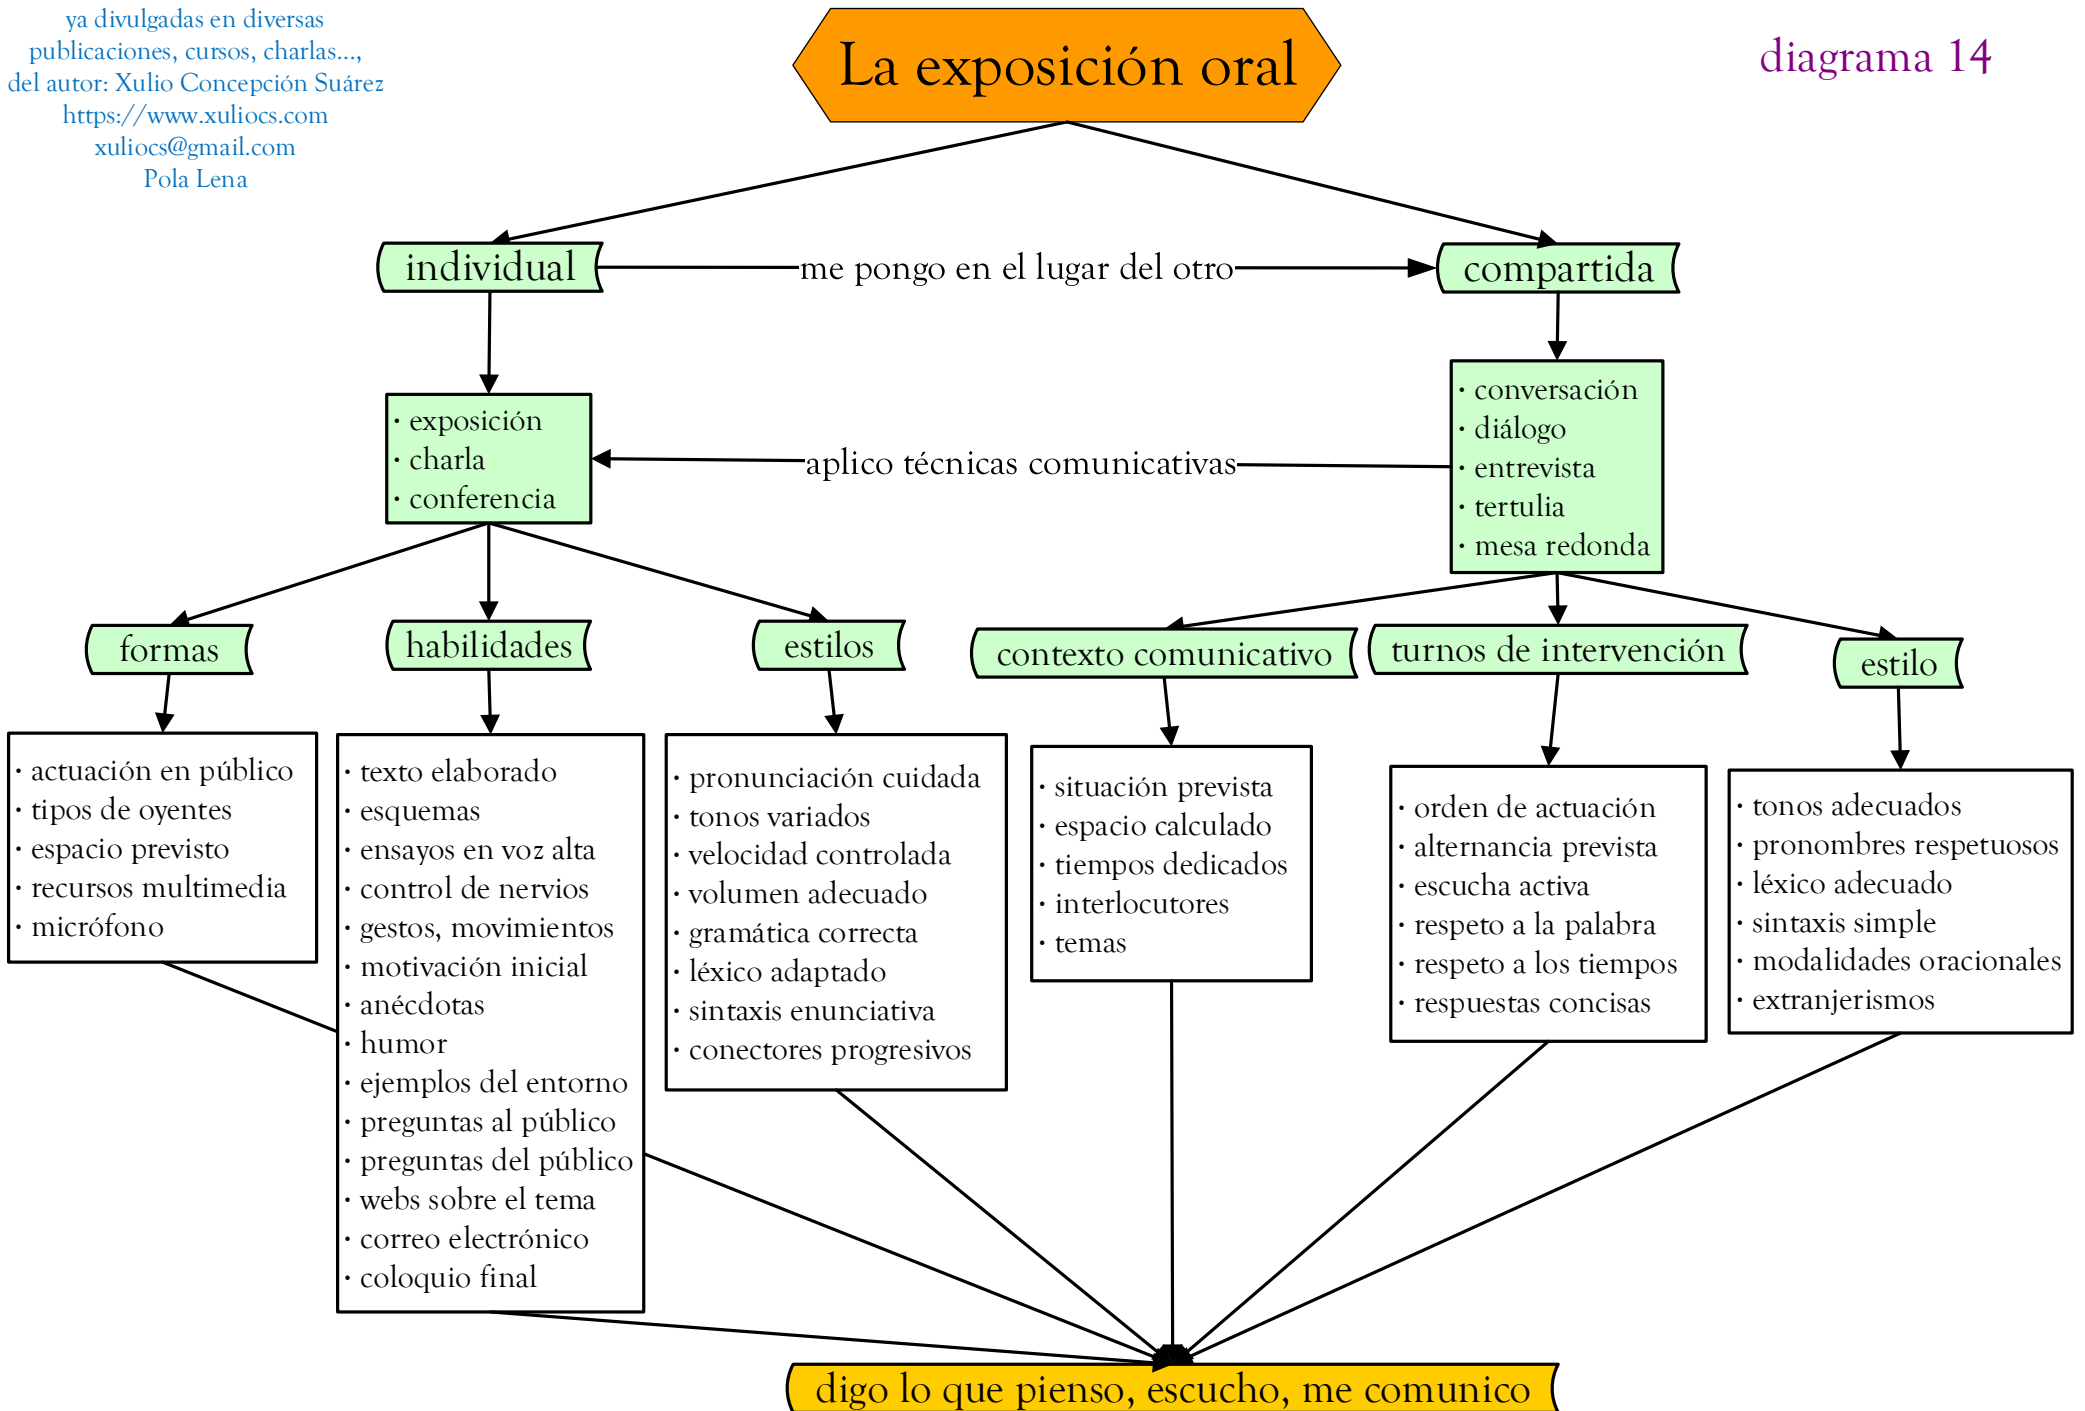 ya divulgadas en diversas
publicaciones, cursos, charlas...,
del autor: Xulio Concepción Suárez
https://www.xuliocs.com
xuliocs@gmail.com
Pola Lena
La exposición oral
diagrama 14
individual
me pongo en el lugar del otro
compartida
· exposición
· charla
· conferencia
aplico técnicas comunicativas
· conversación
· diálogo
· entrevista
· tertulia
· mesa redonda
formas
habilidades
estilos
contexto comunicativo
turnos de intervención
estilo
· actuación en público
· tipos de oyentes
· espacio previsto
· recursos multimedia
· micrófono
· texto elaborado
· esquemas
· ensayos en voz alta
· control de nervios
· gestos, movimientos
· motivación inicial
· anécdotas
· humor
· ejemplos del entorno
· preguntas al público
· preguntas del público
· webs sobre el tema
· correo electrónico
· coloquio final
· pronunciación cuidada
· tonos variados
· velocidad controlada
· volumen adecuado
· gramática correcta
· léxico adaptado
· sintaxis enunciativa
· conectores progresivos
· situación prevista
· espacio calculado
· tiempos dedicados
· interlocutores
· temas
· orden de actuación
· alternancia prevista
· escucha activa
· respeto a la palabra
· respeto a los tiempos
· respuestas concisas
· tonos adecuados
· pronombres respetuosos
· léxico adecuado
· sintaxis simple
· modalidades oracionales
· extranjerismos
digo lo que pienso, escucho, me comunico